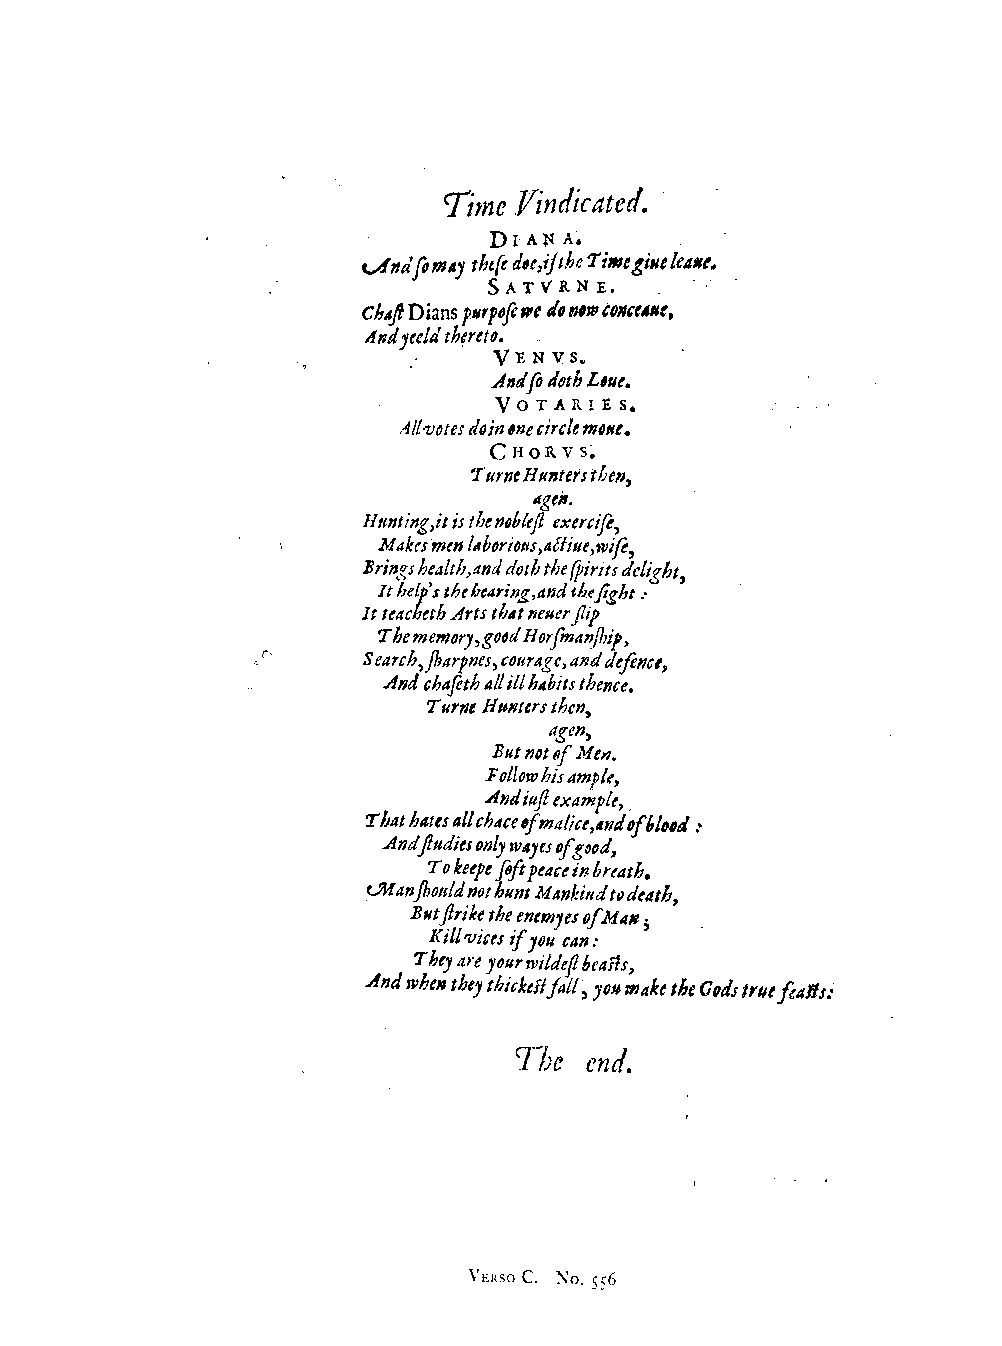 Time Vindicated.
DIANA.
And ſo may theſe doe, if the Time giue leaue.
SATVRNE.
Chaſt Dians purpoſe we do now conceaue,
And yeeld thereto.
VENVS.
And ſo doth Loue.
VOTARIES.
All votes do in one circle moue.
CHORVS.
Turne Hunters then,
agen.
Hunting, it is the nobleſt exerciſe,
Makes men laborious, actiue, wiſe,
Brings health, and doth the ſpirits delight,
It help's the hearing, and the ſight :
It teacheth Arts that neuer ſlip
The memory, good Horſmanſhip,
Search, ſharpnes, courage, and defence,
And chaſeth all ill habits thence.
Turne Hunters then,
agen,
But not of Men.
Follow his ample,
And iuſt example,
That hates all chace of malice, and of blood :
And ſtudies only wayes of good,
To keepe ſoft peace in breath.
Man ſhould not hunt Mankind to death,
But ſtrike the enemyes of Man ;
Kill vices if you can :
They are your wildeſt beaſts,
And when they thickeſt fall, you make the Gods true feaſts:
The end.
VERSO C. No. 556